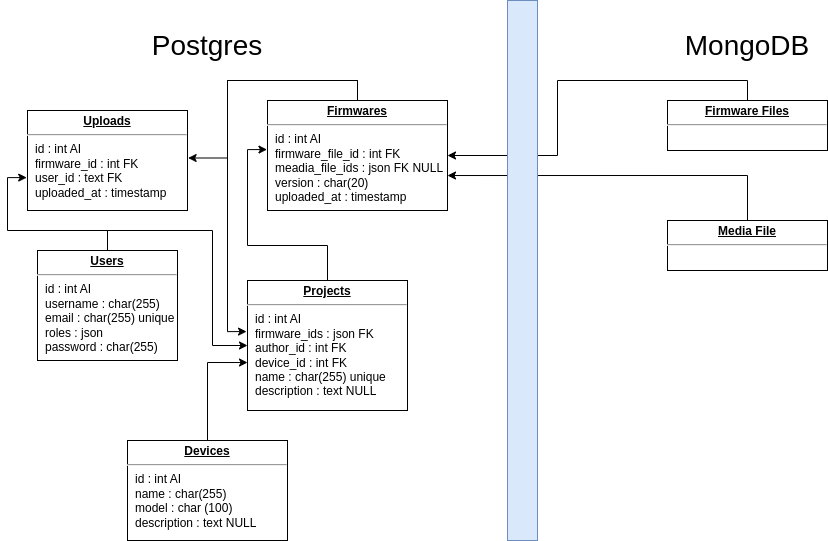 Postgres
MongoDB
Uploads
id : int AI
firmware_id : int FK
user_id : text FK
uploaded_at : timestamp
Firmwares
id : int AI
firmware_file_id : int FK
meadia_file_ids : json FK NULL
version : char(20)
uploaded_at : timestamp
Firmware Files
Media File
Users
id : int AI
username : char(255)
email : char(255) unique
roles : json
password : char(255)
Projects
id : int AI
firmware_ids : json FK
author_id : int FK
device_id : int FK
name : char(255) unique
description : text NULL
Devices
id : int AI
name : char(255)
model : char (100)
description : text NULL